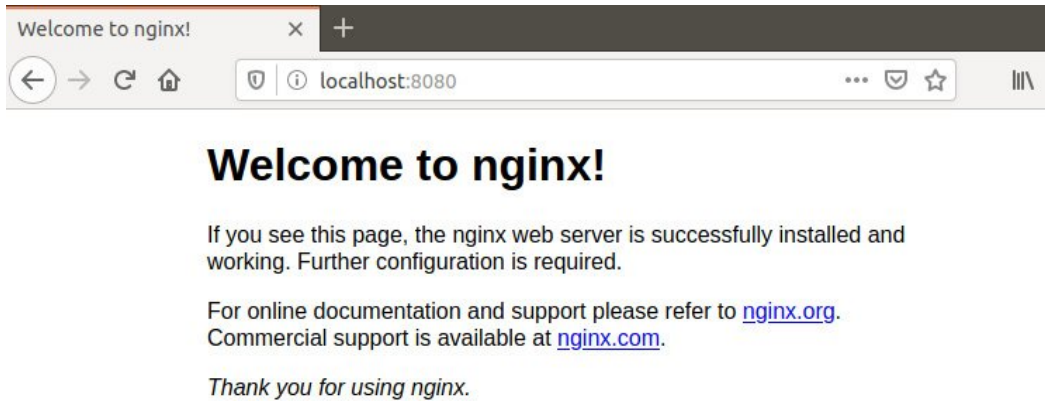 Welcome to nginx!
localhost:8080
Welcome to nginx!
If you see this page, the nginx web server is successfully installed and
working. Further configuration is required.
For online documentation and support please refer to nginx.org.
Commercial support is available at nginx.com.
Thank you for using nginx.